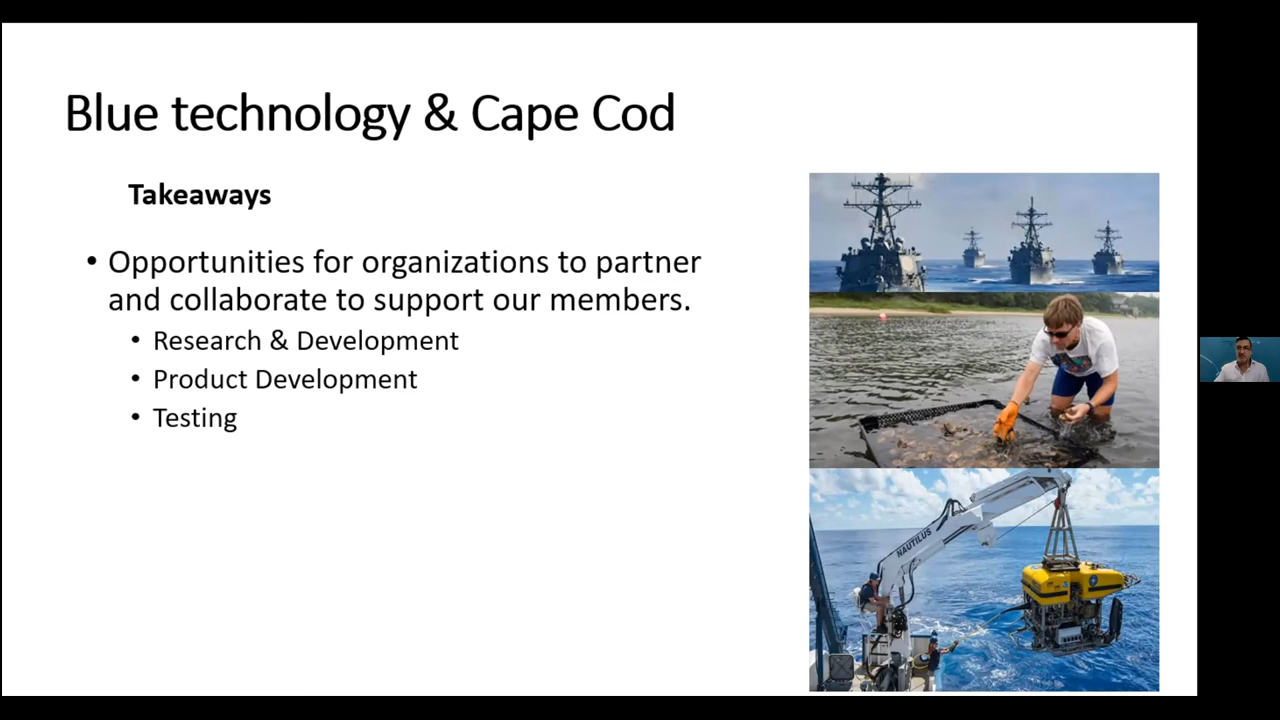 Blue technology & Cape Cod
Takeaways
• Opportunities for organizations to partner
and collaborate to support our members.
• Research & Development
• Product Development
• Testing
NAUTILUS